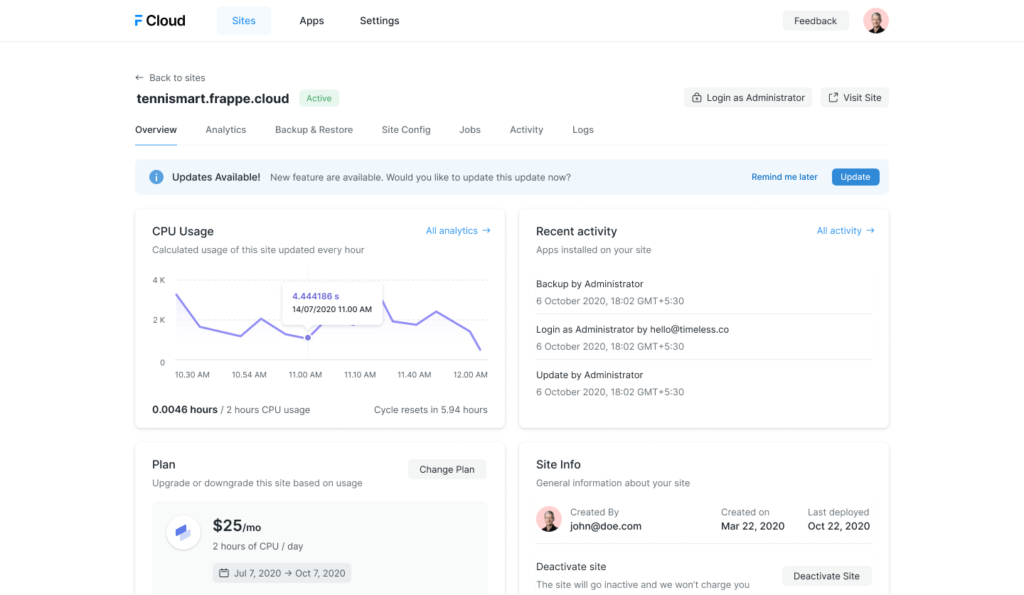 Cloud
Sites
Apps
Settings
Feedback
← Back to sites
tennismart.frappe.cloud
Active
Login as Administrator
Visit Site
Overview
Analytics
Backup & Restore
Site Config
Jobs
Activity
Logs
Updates Available!
New feature are available. Would you like to update this update now?
Remind me later
Update
CPU Usage
All analytics →
Calculated usage of this site updated every hour
4 K
2 K
0
4.444186 s
14/07/2020 11.00 AM
10.30 AM
10.54 AM
11.00 AM
11.10 AM
11.40 AM
12.00 AM
0.0046 hours / 2 hours CPU usage
Cycle resets in 5.94 hours
Recent activity
All activity →
Apps installed on your site
Backup by Administrator
6 October 2020, 18:02 GMT+5:30
Login as Administrator by hello@timeless.co
6 October 2020, 18:02 GMT+5:30
Update by Administrator
6 October 2020, 18:02 GMT+5:30
Plan
Upgrade or downgrade this site based on usage
Change Plan
$25/mo
2 hours of CPU / day
Jul 7, 2020 → Oct 7, 2020
Site Info
General information about your site
Created By
john@doe.com
Created on
Mar 22, 2020
Last deployed
Oct 22, 2020
Deactivate site
The site will go inactive and we won't charge you
Deactivate Site